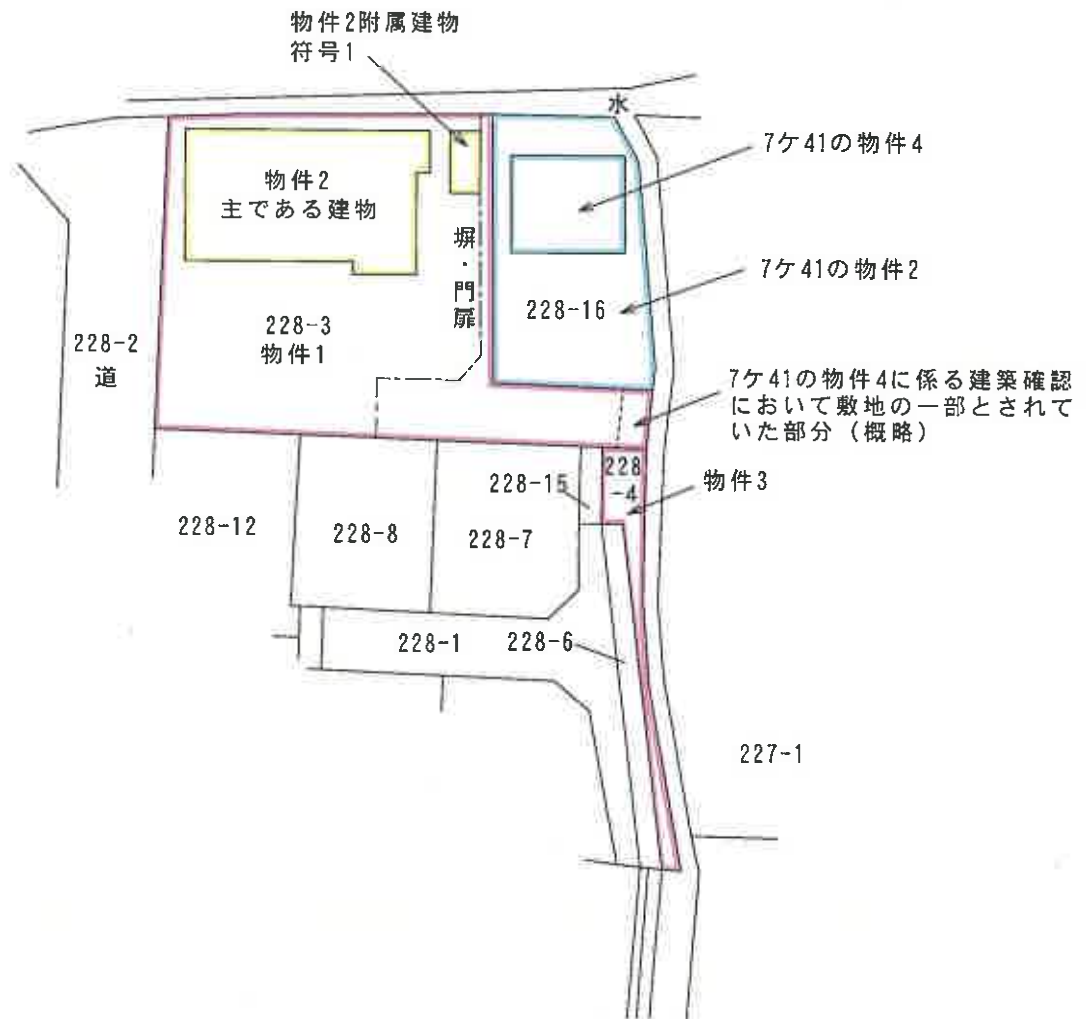 物件2附属建物
符号1
水
7ケ41の物件4
物件2
主である建物
塀・門扉
7ケ41の物件2
228-16
228-3
物件1
228-2
道
7ケ41の物件4に係る建築確認
において敷地の一部とされて
いた部分（概略）
228
-4
物件3
228-15
228-12
228-8
228-7
228-1
228-6
227-1